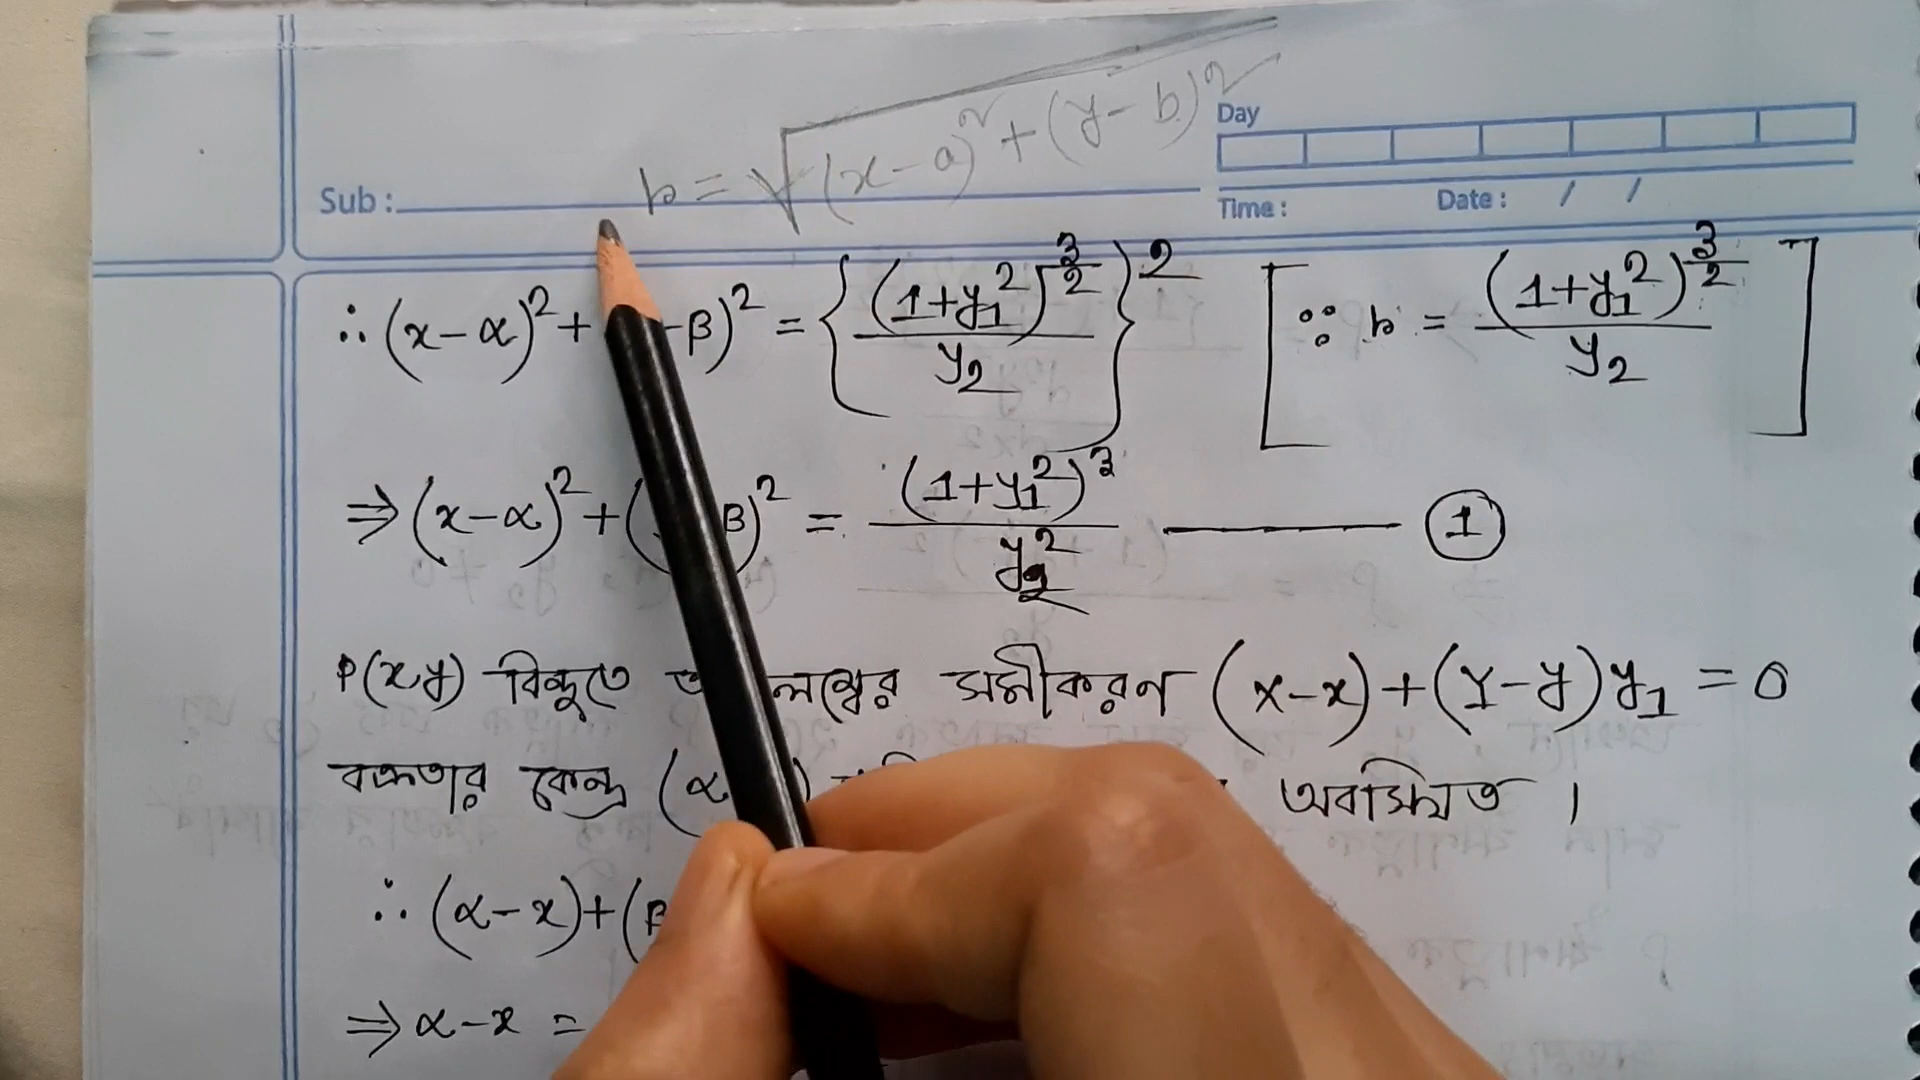 Day
b = √(x-a)² + (y-b)²
Sub :
Time :
Date : / /
∴ (x-α)² + -β)² = {(1+y₁²)^(3/2) / y₂}² [∵ b = (1+y₁²)^(3/2) / y₂]
⇒ (x-α)² + ( β)² = (1+y₁²)³ / y₂² ——— ①
P(x,y) বিন্দুতে লম্বের সমীকরণ (X-x)+(Y-y)y₁ = 0
বক্রতার কেন্দ্র (α ) অবস্থিত ।
∴ (α-x)+(β
⇒ α-x =